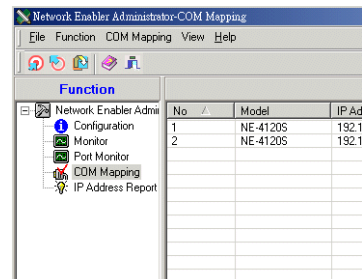 Network Enabler Administrator-COM Mapping
File Function COM Mapping View Help
Function
Network Enabler Admi
Configuration
Monitor
Port Monitor
COM Mapping
IP Address Report
No Model IP Ad
1 NE-4120S 192.1
2 NE-4120S 192.1